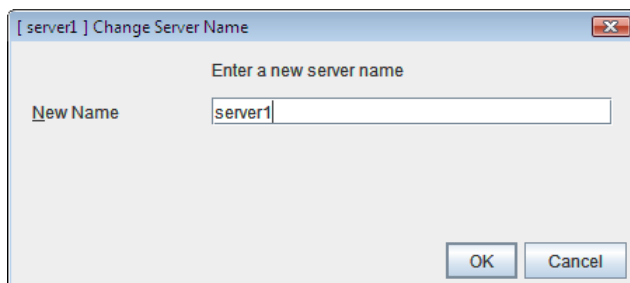 [ server1 ] Change Server Name
Enter a new server name
New Name server1
OK Cancel